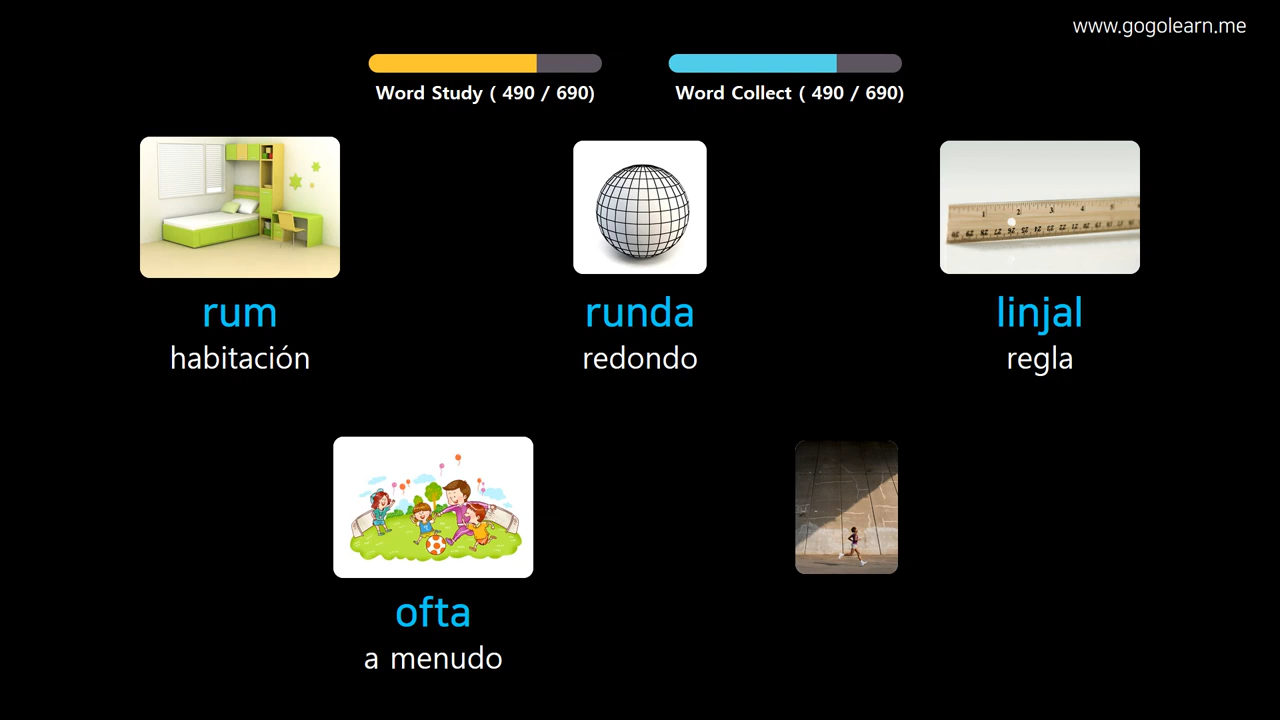 www.gogolearn.me
Word Study ( 490 / 690)
Word Collect ( 490 / 690)
rum
habitación
runda
redondo
linjal
regla
ofta
a menudo